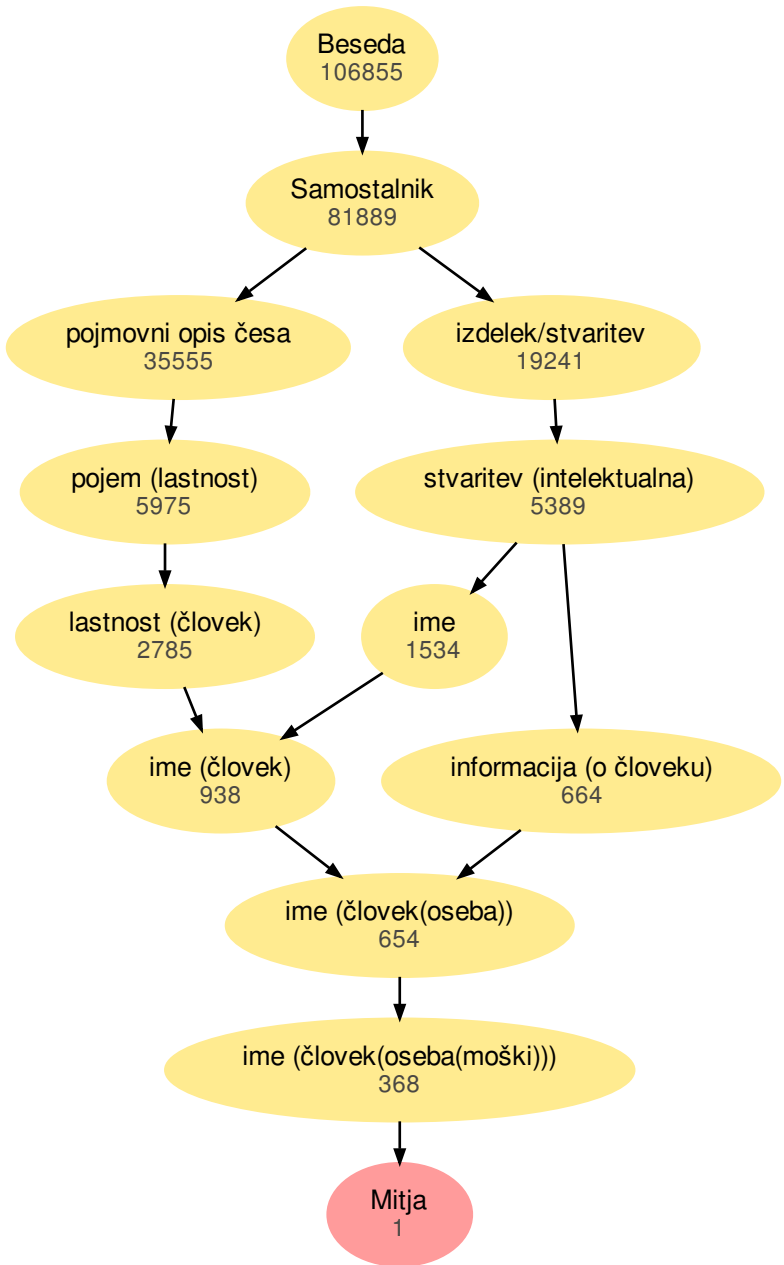 Beseda
106855
Samostalnik
81889
pojmovni opis česa
35555
izdelek/stvaritev
19241
pojem (lastnost)
5975
stvaritev (intelektualna)
5389
lastnost (človek)
2785
ime
1534
ime (človek)
938
informacija (o človeku)
664
ime (človek(oseba))
654
ime (človek(oseba(moški)))
368
Mitja
1